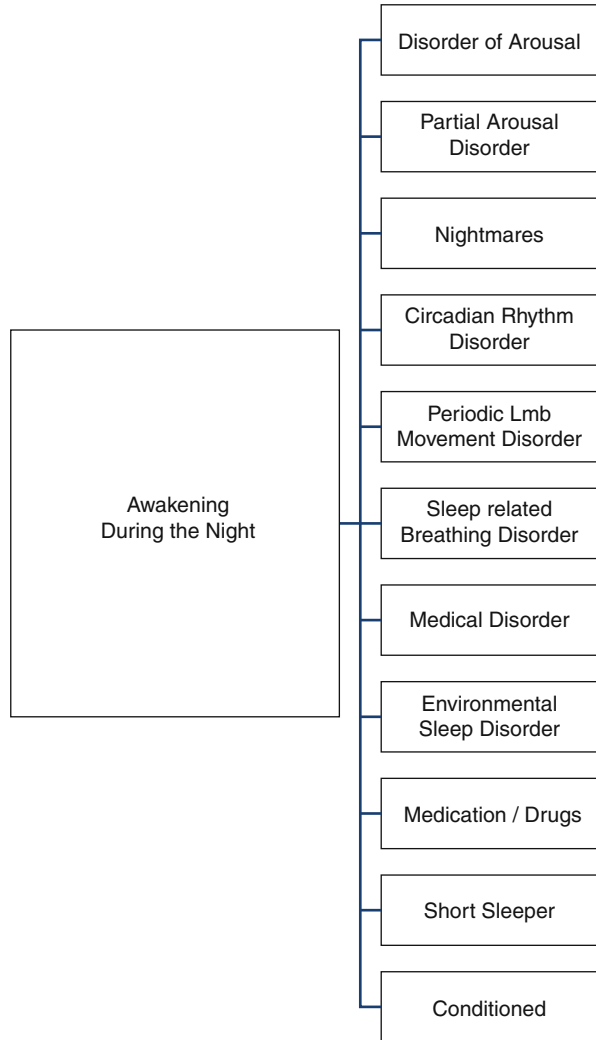 Disorder of Arousal
Partial Arousal
Disorder
Nightmares
Circadian Rhythm
Disorder
Periodic Lmb
Movement Disorder
Awakening
During the Night
Sleep related
Breathing Disorder
Medical Disorder
Environmental
Sleep Disorder
Medication / Drugs
Short Sleeper
Conditioned